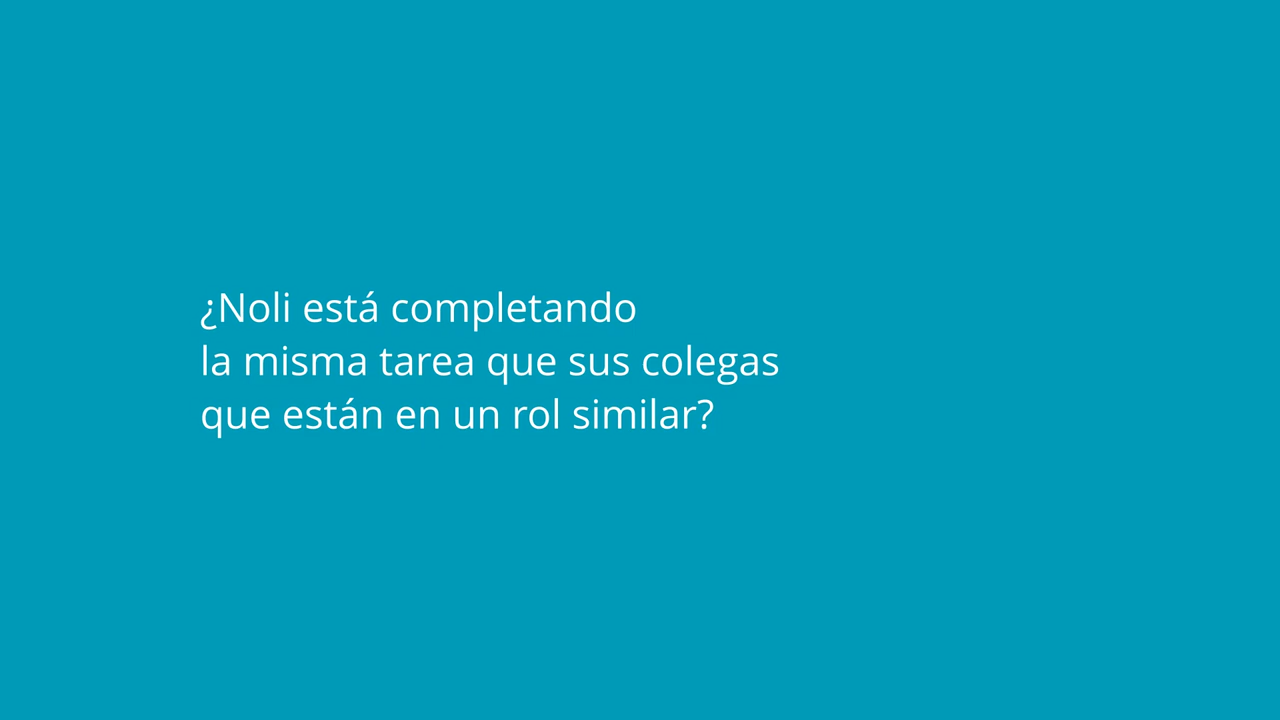 ¿Noli está completando
la misma tarea que sus colegas
que están en un rol similar?